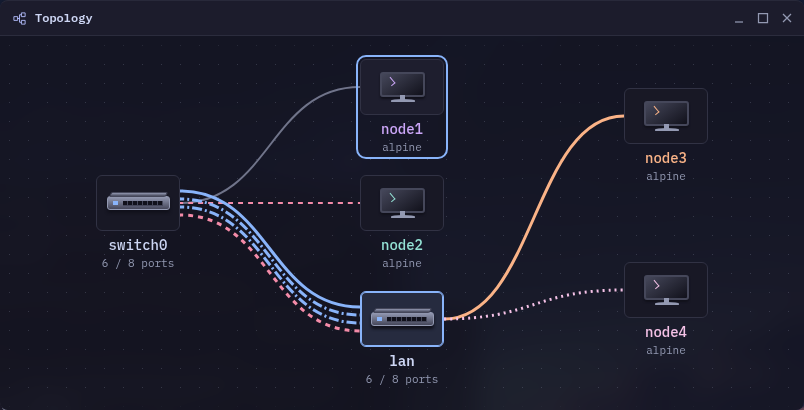 Topology
node1
alpine
node3
alpine
switch0
6 / 8 ports
node2
alpine
node4
alpine
lan
6 / 8 ports